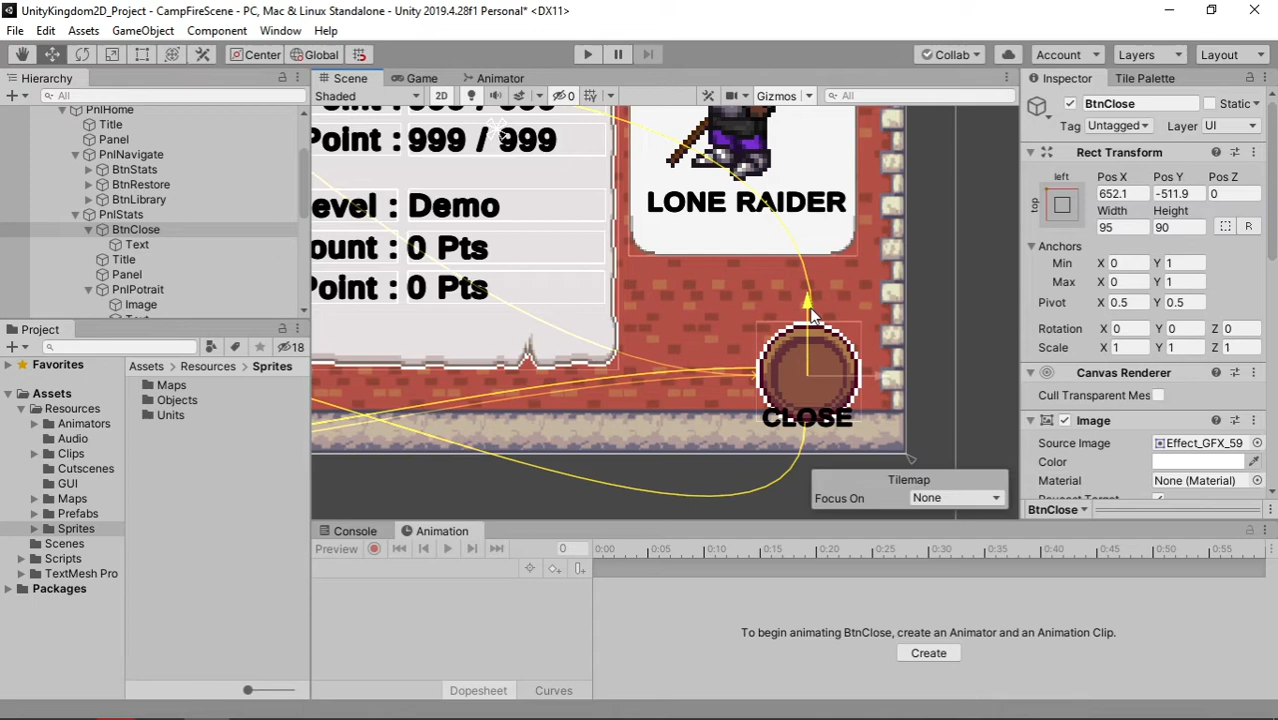 UnityKingdom2D_Project - CampFireScene - PC, Mac & Linux Standalone - Unity 2019.4.28f1 Personal* <DX11>
File Edit Assets GameObject Component Window Help
Center Global Collab Account Layers Layout
Hierarchy
All
PnlHome
Title
Panel
PnlNavigate
BtnStats
BtnRestore
BtnLibrary
PnlStats
BtnClose
Text
Title
Panel
PnlPotrait
Image
Scene Game Animator
Shaded 2D 0 Gizmos All
Point : 999 / 999
evel : Demo
ount : 0 Pts
Point : 0 Pts
LONE RAIDER
CLOSE
Tilemap
Focus On None
Inspector Tile Palette
BtnClose Static
Tag Untagged Layer UI
Rect Transform
left Pos X Pos Y Pos Z
top 652.1 -511.9 0
Width Height
95 90 R
Anchors
Min X 0 Y 1
Max X 0 Y 1
Pivot X 0.5 Y 0.5
Rotation X 0 Y 0 Z 0
Scale X 1 Y 1 Z 1
Canvas Renderer
Cull Transparent Mes
Image
Source Image Effect_GFX_59
Color
Material None (Material)
BtnClose
Project
18
Favorites
Assets
Resources
Animators
Audio
Clips
Cutscenes
GUI
Maps
Prefabs
Sprites
Scenes
Scripts
TextMesh Pro
Packages
Assets Resources Sprites
Maps
Objects
Units
Console Animation
Preview 0 0:00 0:05 0:10 0:15 0:20 0:25 0:30 0:35 0:40 0:45 0:50 0:55
To begin animating BtnClose, create an Animator and an Animation Clip.
Create
Dopesheet Curves